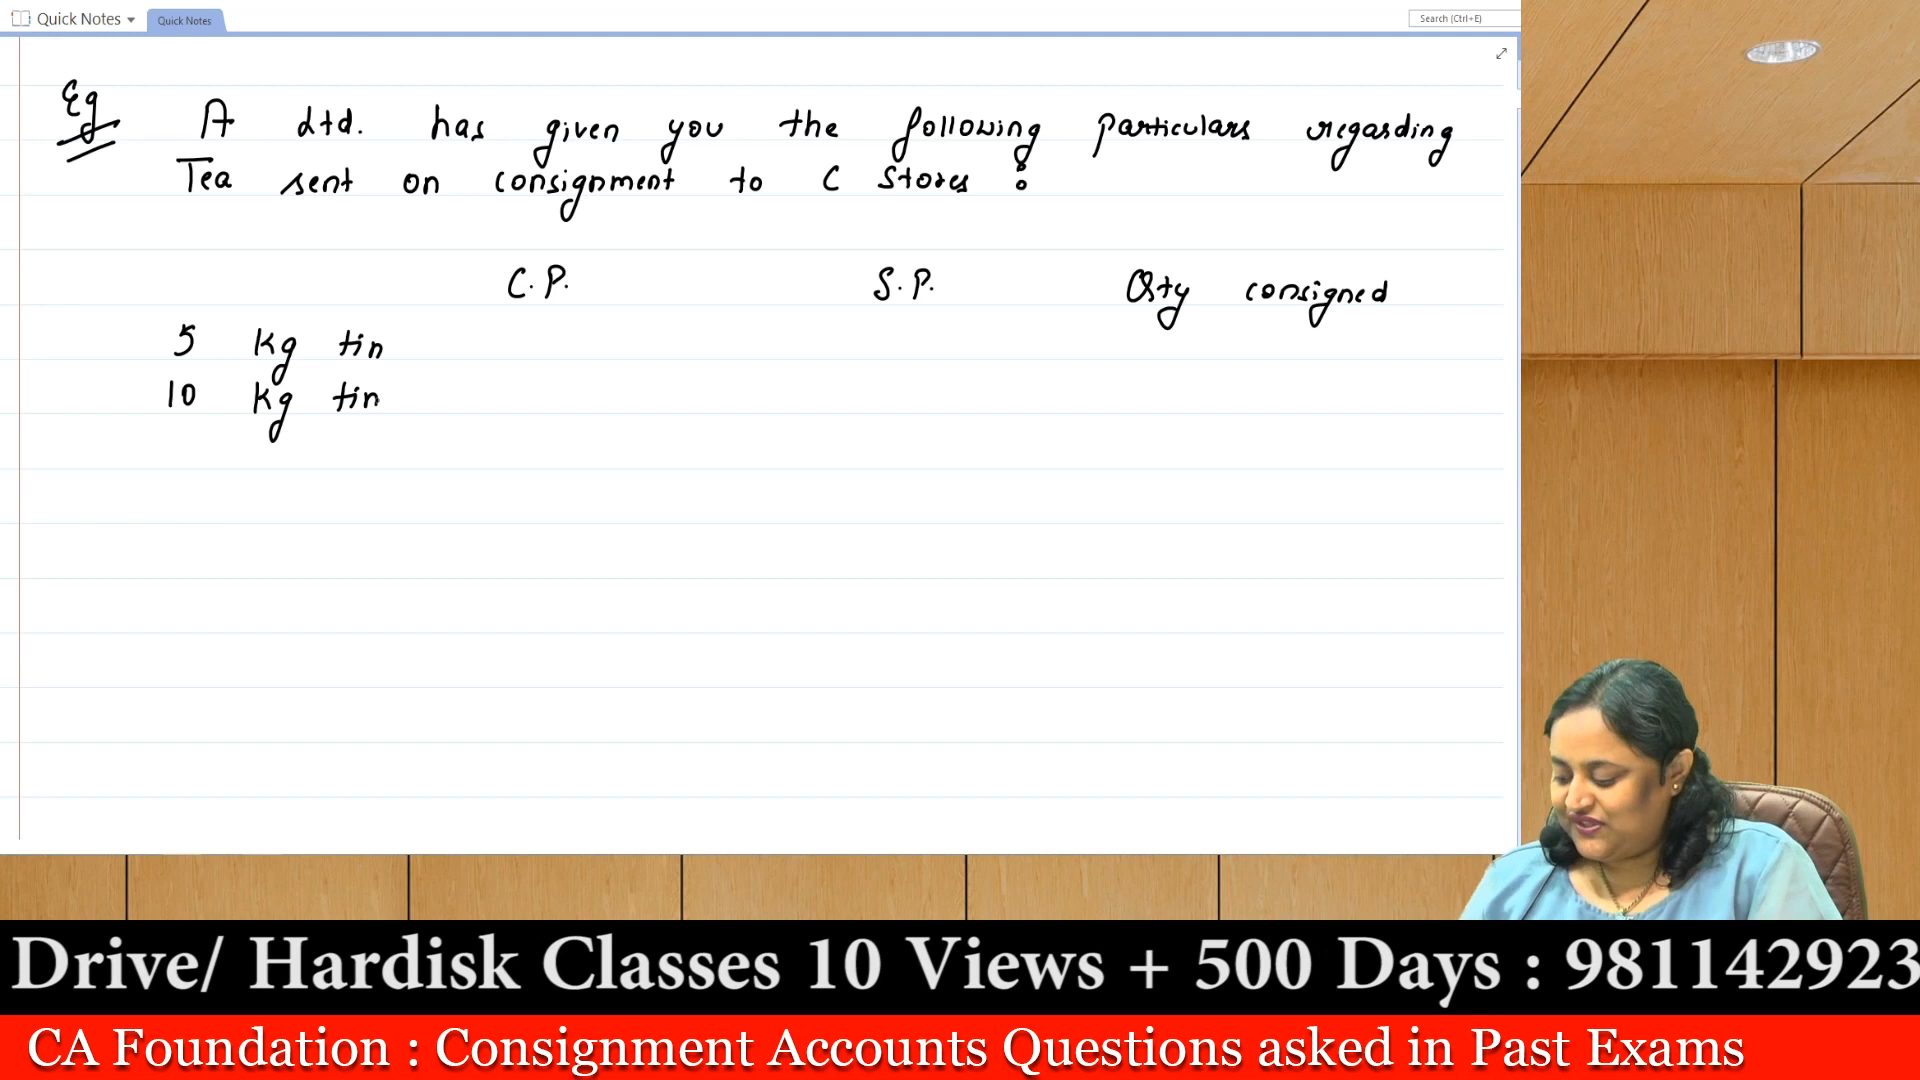 Quick Notes
Quick Notes
Search (Ctrl+E)
Eg A Ltd. has given you the following particulars regarding
Tea sent on consignment to C Stores :
C.P. S.P. Qty consigned
5 kg tin
10 kg tin
Drive/ Hardisk Classes 10 Views + 500 Days : 981142923
CA Foundation : Consignment Accounts Questions asked in Past Exams